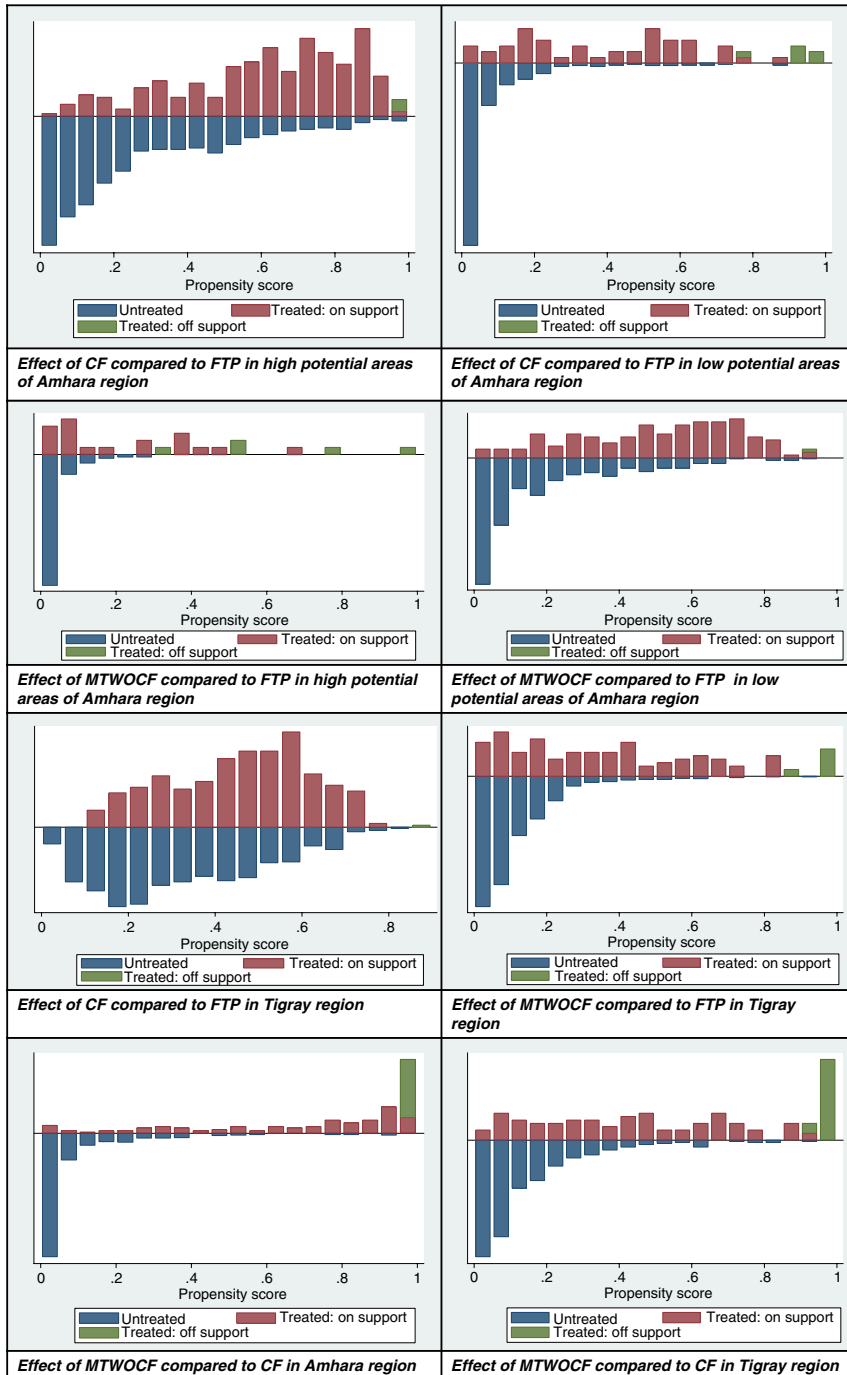 0 .2 .4 .6 .8 1
Propensity score
Untreated Treated: on support
Treated: off support
Effect of CF compared to FTP in high potential areas
of Amhara region
0 .2 .4 .6 .8 1
Propensity score
Untreated Treated: on support
Treated: off support
Effect of CF compared to FTP in low potential areas
of Amhara region
0 .2 .4 .6 .8 1
Propensity score
Untreated Treated: on support
Treated: off support
Effect of MTWOCF compared to FTP in high potential
areas of Amhara region
0 .2 .4 .6 .8 1
Propensity score
Untreated Treated: on support
Treated: off support
Effect of MTWOCF compared to FTP in low
potential areas of Amhara region
0 .2 .4 .6 .8
Propensity score
Untreated Treated: on support
Treated: off support
Effect of CF compared to FTP in Tigray region
0 .2 .4 .6 .8 1
Propensity score
Untreated Treated: on support
Treated: off support
Effect of MTWOCF compared to FTP in Tigray
region
0 .2 .4 .6 .8 1
Propensity score
Untreated Treated: on support
Treated: off support
Effect of MTWOCF compared to CF in Amhara region
0 .2 .4 .6 .8 1
Propensity score
Untreated Treated: on support
Treated: off support
Effect of MTWOCF compared to CF in Tigray region